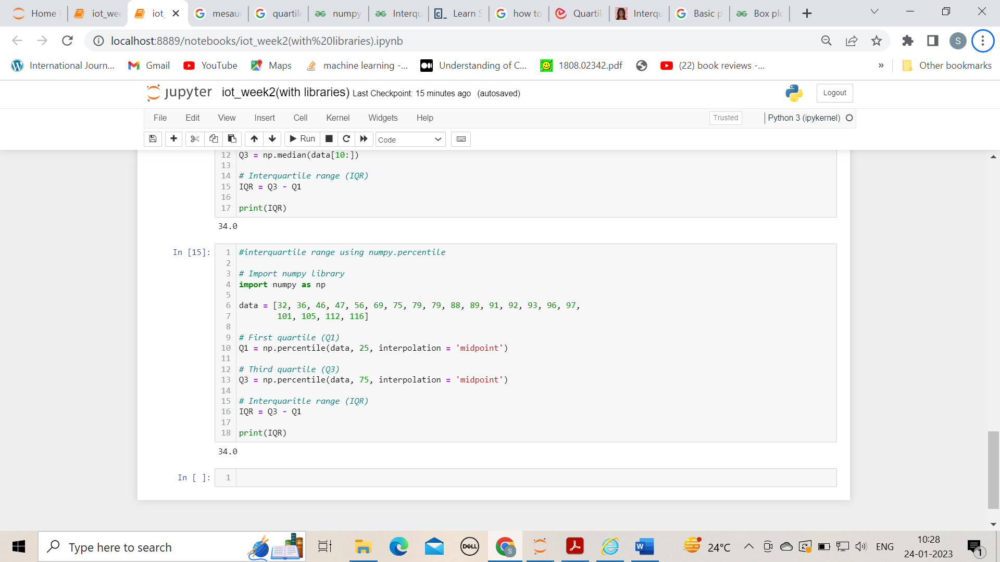 Home
iot_wee
iot_
mesau
quartile
numpy
Interqu
Learn S
how to
Quartil
Interqu
Basic p
Box plo
localhost:8889/notebooks/iot_week2(with%20libraries).ipynb
S
International Journ...
Gmail
YouTube
Maps
machine learning -...
Understanding of C...
1808.02342.pdf
(22) book reviews -...
»
Other bookmarks
jupyter iot_week2(with libraries) Last Checkpoint: 15 minutes ago (autosaved)
Logout
File Edit View Insert Cell Kernel Widgets Help
Trusted
Python 3 (ipykernel)
Run
Code
12 Q3 = np.median(data[10:])
13
14 # Interquartile range (IQR)
15 IQR = Q3 - Q1
16
17 print(IQR)
34.0
In [15]:
1 #interquartile range using numpy.percentile
2
3 # Import numpy library
4 import numpy as np
5
6 data = [32, 36, 46, 47, 56, 69, 75, 79, 79, 88, 89, 91, 92, 93, 96, 97,
7 101, 105, 112, 116]
8
9 # First quartile (Q1)
10 Q1 = np.percentile(data, 25, interpolation = 'midpoint')
11
12 # Third quartile (Q3)
13 Q3 = np.percentile(data, 75, interpolation = 'midpoint')
14
15 # Interquaritle range (IQR)
16 IQR = Q3 - Q1
17
18 print(IQR)
34.0
In [ ]:
1
Type here to search
DELL
S
W
24°C
ENG
10:28
24-01-2023
1